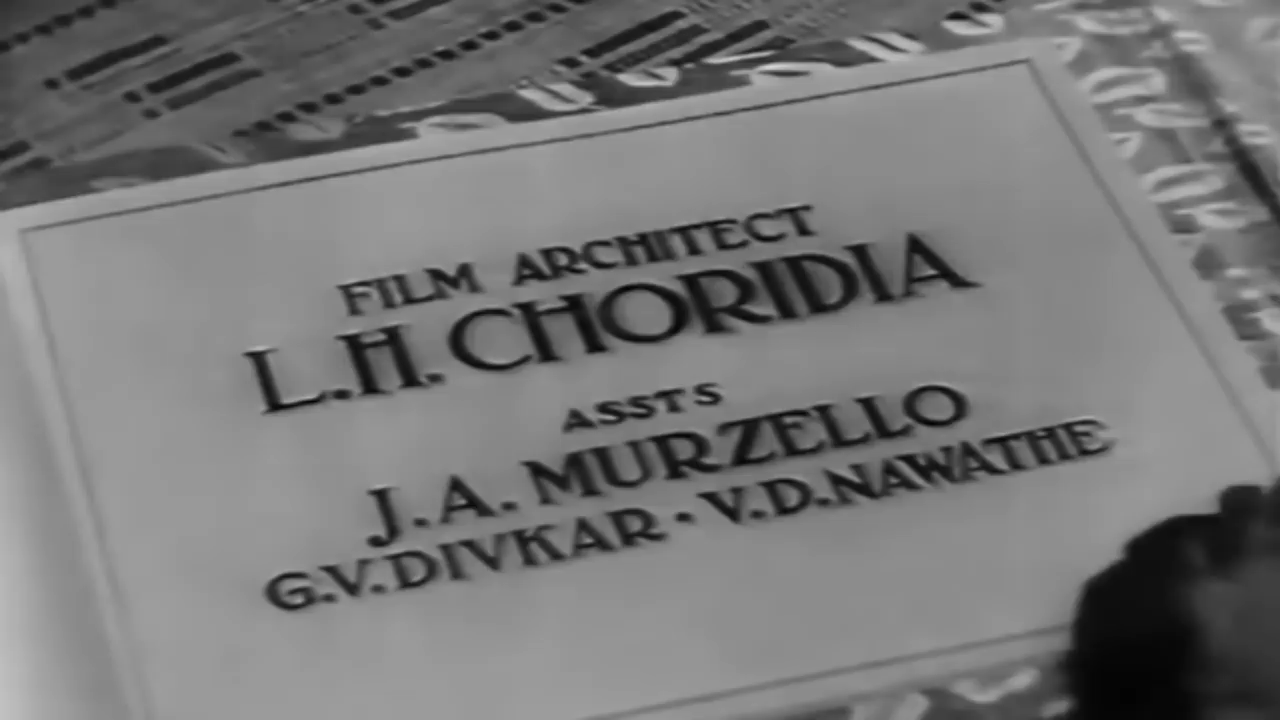 FILM ARCHITECT
L.H. CHORIDIA
ASSTS
J.A. MURZELLO
G.V. DIVKAR · V.D. NAWATHE